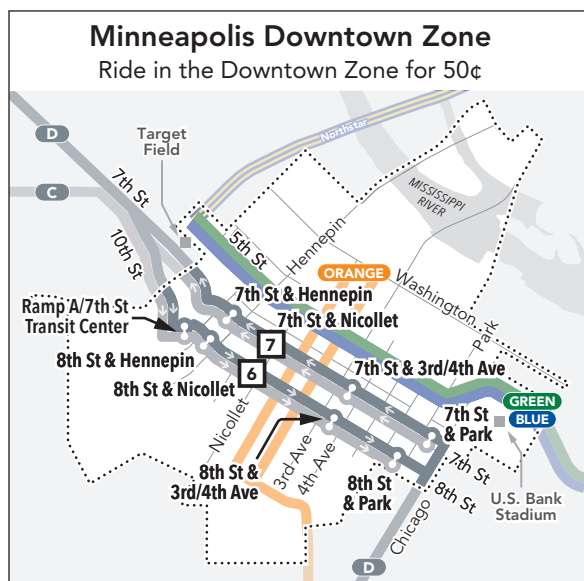 Minneapolis Downtown Zone
Ride in the Downtown Zone for 50¢
Northstar
D
Target
Field
7th St
MISSISSIPPI
RIVER
C
10th St
5th St
Hennepin
ORANGE
Washington
Ramp A/7th St
Transit Center
7th St & Hennepin
7th St & Nicollet
Park
7
8th St & Hennepin
7th St & 3rd/4th Ave
6
8th St & Nicollet
GREEN
BLUE
7th St
& Park
Nicollet
3rd Ave
4th Ave
8th St &
3rd/4th Ave
8th St
& Park
7th St
8th St
U.S. Bank
Stadium
Chicago
D